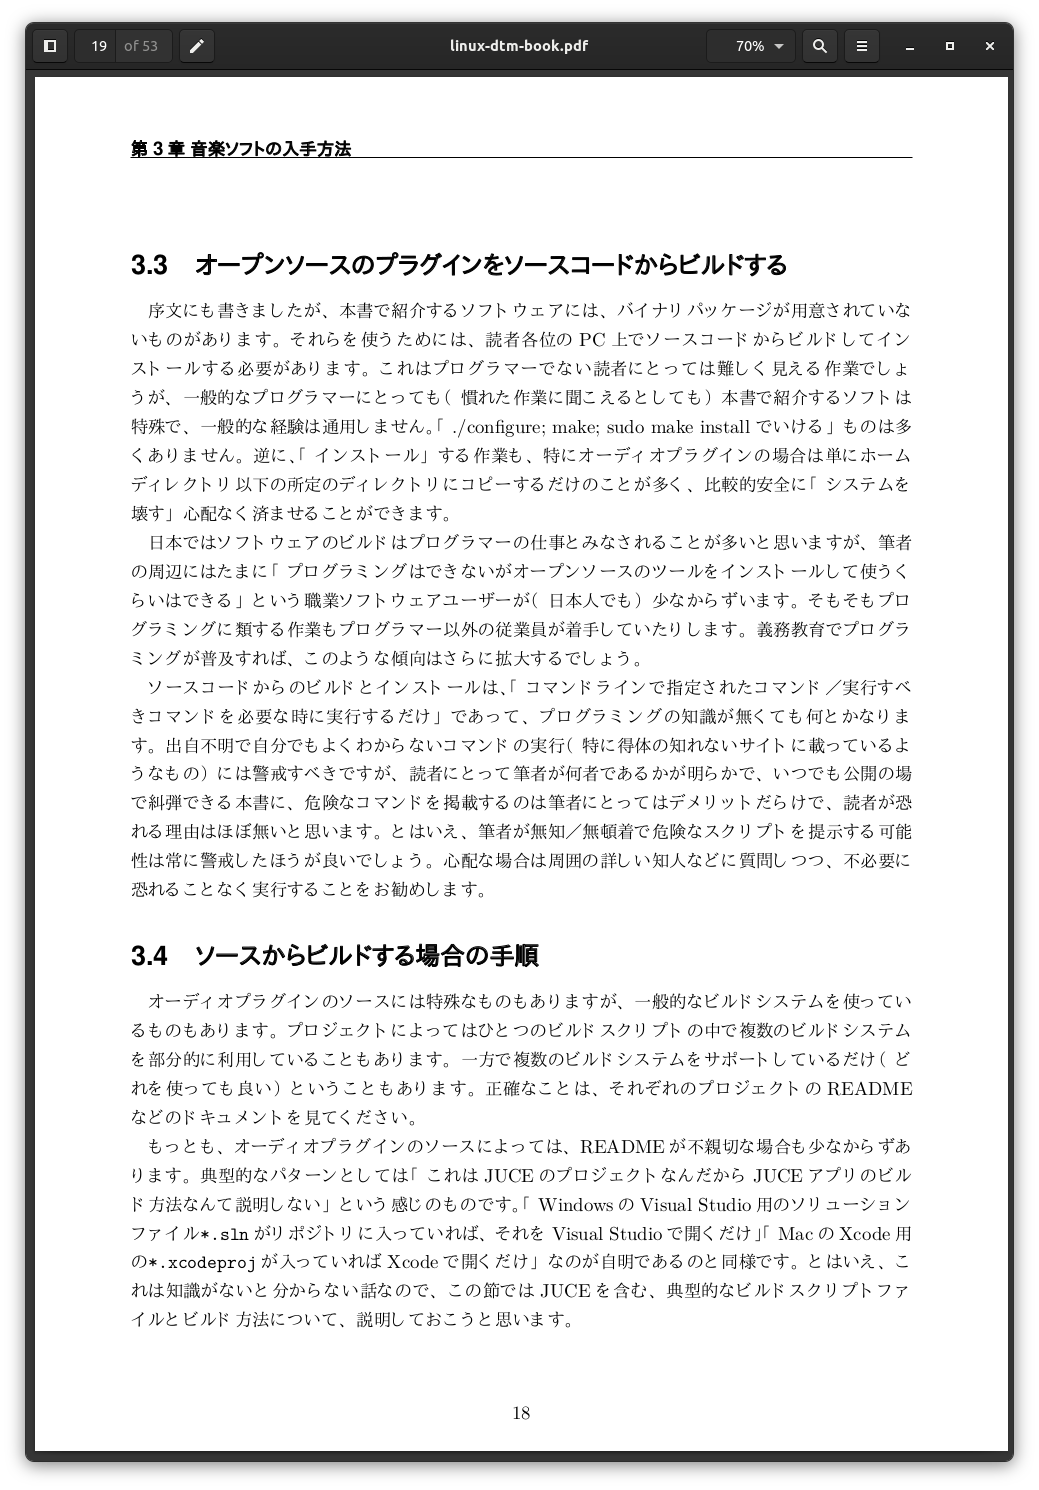 19 of 53 linux-dtm-book.pdf 70%
第 3 章 音楽ソフトの入手方法
3.3 オープンソースのプラグインをソースコードからビルドする
序文にも書きましたが、本書で紹介するソフトウェアには、バイナリパッケージが用意されていな
いものがあります。それらを使うためには、読者各位の PC 上でソースコードからビルドしてイン
ストールする必要があります。これはプログラマーでない読者にとっては難しく見える作業でしょ
うが、一般的なプログラマーにとっても(慣れた作業に聞こえるとしても)本書で紹介するソフトは
特殊で、一般的な経験は通用しません。「./configure; make; sudo make install でいける」ものは多
くありません。逆に、「インストール」する作業も、特にオーディオプラグインの場合は単にホーム
ディレクトリ以下の所定のディレクトリにコピーするだけのことが多く、比較的安全に「システムを
壊す」心配なく済ませることができます。
日本ではソフトウェアのビルドはプログラマーの仕事とみなされることが多いと思いますが、筆者
の周辺にはたまに「プログラミングはできないがオープンソースのツールをインストールして使うく
らいはできる」という職業ソフトウェアユーザーが(日本人でも)少なからずいます。そもそもプロ
グラミングに類する作業もプログラマー以外の従業員が着手していたりします。義務教育でプログラ
ミングが普及すれば、このような傾向はさらに拡大するでしょう。
ソースコードからのビルドとインストールは、「コマンドラインで指定されたコマンド／実行すべ
きコマンドを必要な時に実行するだけ」であって、プログラミングの知識が無くても何とかなりま
す。出自不明で自分でもよくわからないコマンドの実行(特に得体の知れないサイトに載っているよ
うなもの)には警戒すべきですが、読者にとって筆者が何者であるかが明らかで、いつでも公開の場
で糾弾できる本書に、危険なコマンドを掲載するのは筆者にとってはデメリットだらけで、読者が恐
れる理由はほぼ無いと思います。とはいえ、筆者が無知／無頓着で危険なスクリプトを提示する可能
性は常に警戒したほうが良いでしょう。心配な場合は周囲の詳しい知人などに質問しつつ、不必要に
恐れることなく実行することをお勧めします。
3.4 ソースからビルドする場合の手順
オーディオプラグインのソースには特殊なものもありますが、一般的なビルドシステムを使ってい
るものもあります。プロジェクトによってはひとつのビルドスクリプトの中で複数のビルドシステム
を部分的に利用していることもあります。一方で複数のビルドシステムをサポートしているだけ(ど
れを使っても良い)ということもあります。正確なことは、それぞれのプロジェクトの README
などのドキュメントを見てください。
もっとも、オーディオプラグインのソースによっては、README が不親切な場合も少なからずあ
ります。典型的なパターンとしては「これは JUCE のプロジェクトなんだから JUCE アプリのビル
ド方法なんて説明しない」という感じのものです。「Windows の Visual Studio 用のソリューション
ファイル*.sln がリポジトリに入っていれば、それを Visual Studio で開くだけ」「Mac の Xcode 用
の*.xcodeproj が入っていれば Xcode で開くだけ」なのが自明であるのと同様です。とはいえ、こ
れは知識がないと分からない話なので、この節では JUCE を含む、典型的なビルドスクリプトファ
イルとビルド方法について、説明しておこうと思います。
18